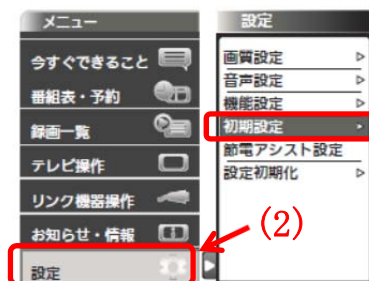 メニュー
今すぐできること
番組表・予約
録画一覧
テレビ操作
リンク機器操作
お知らせ・情報
設定
設定
画質設定
音声設定
機能設定
初期設定
節電アシスト設定
設定初期化
(2)